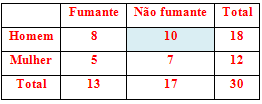 Fumante Não fumante Total
Homem 8 10 18
Mulher 5 7 12
Total 13 17 30